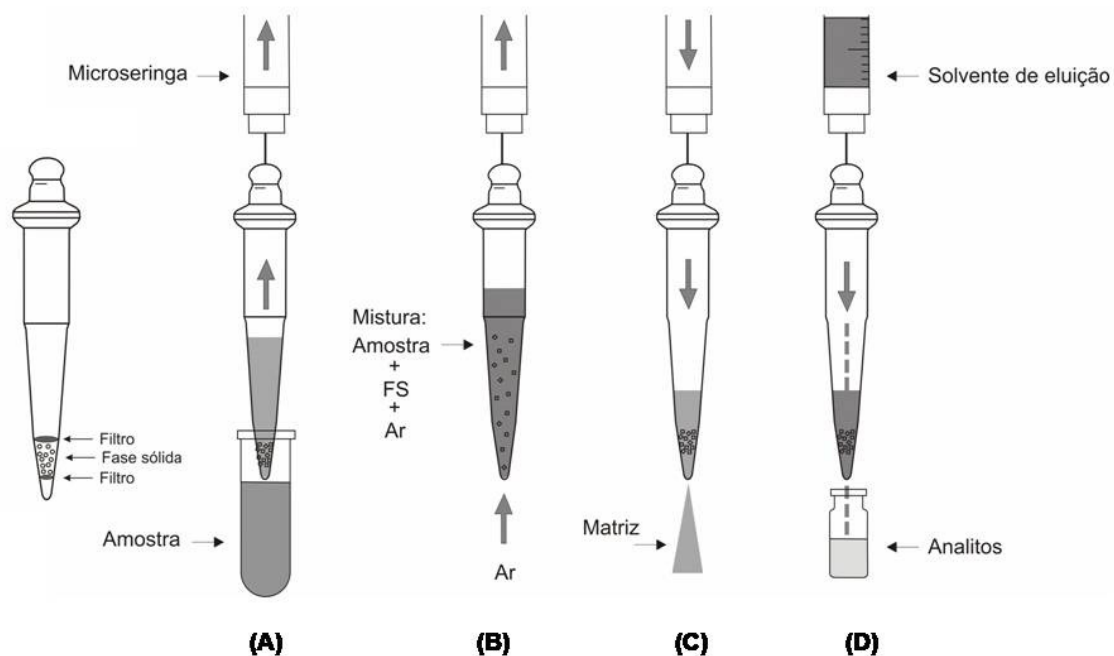 Microseringa
Solvente de eluição
Mistura:
Amostra
+
FS
+
Ar
Filtro
Fase sólida
Filtro
Amostra
Ar
Matriz
Analitos
(A)
(B)
(C)
(D)